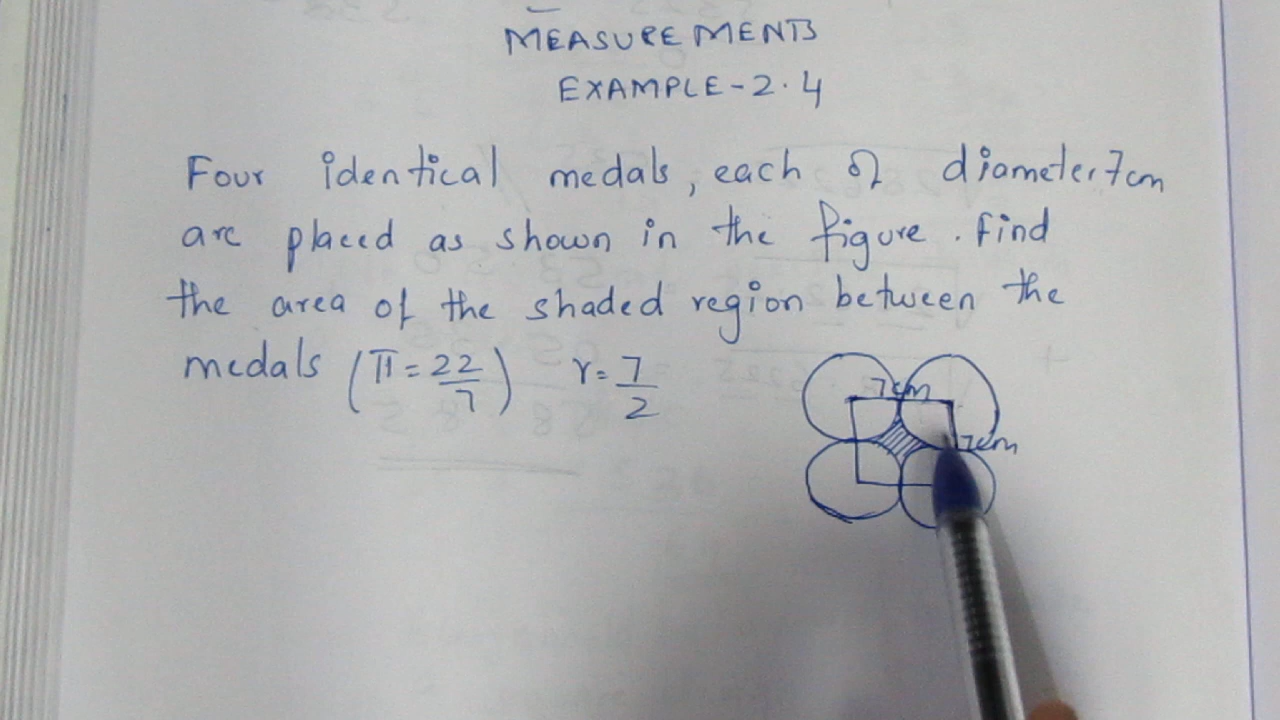 MEASUREMENTS
EXAMPLE-2.4
Four identical medals, each of diameter 7cm
are placed as shown in the figure. find
the area of the shaded region between the
medals (π=22/7) r=7/2
7cm
7cm